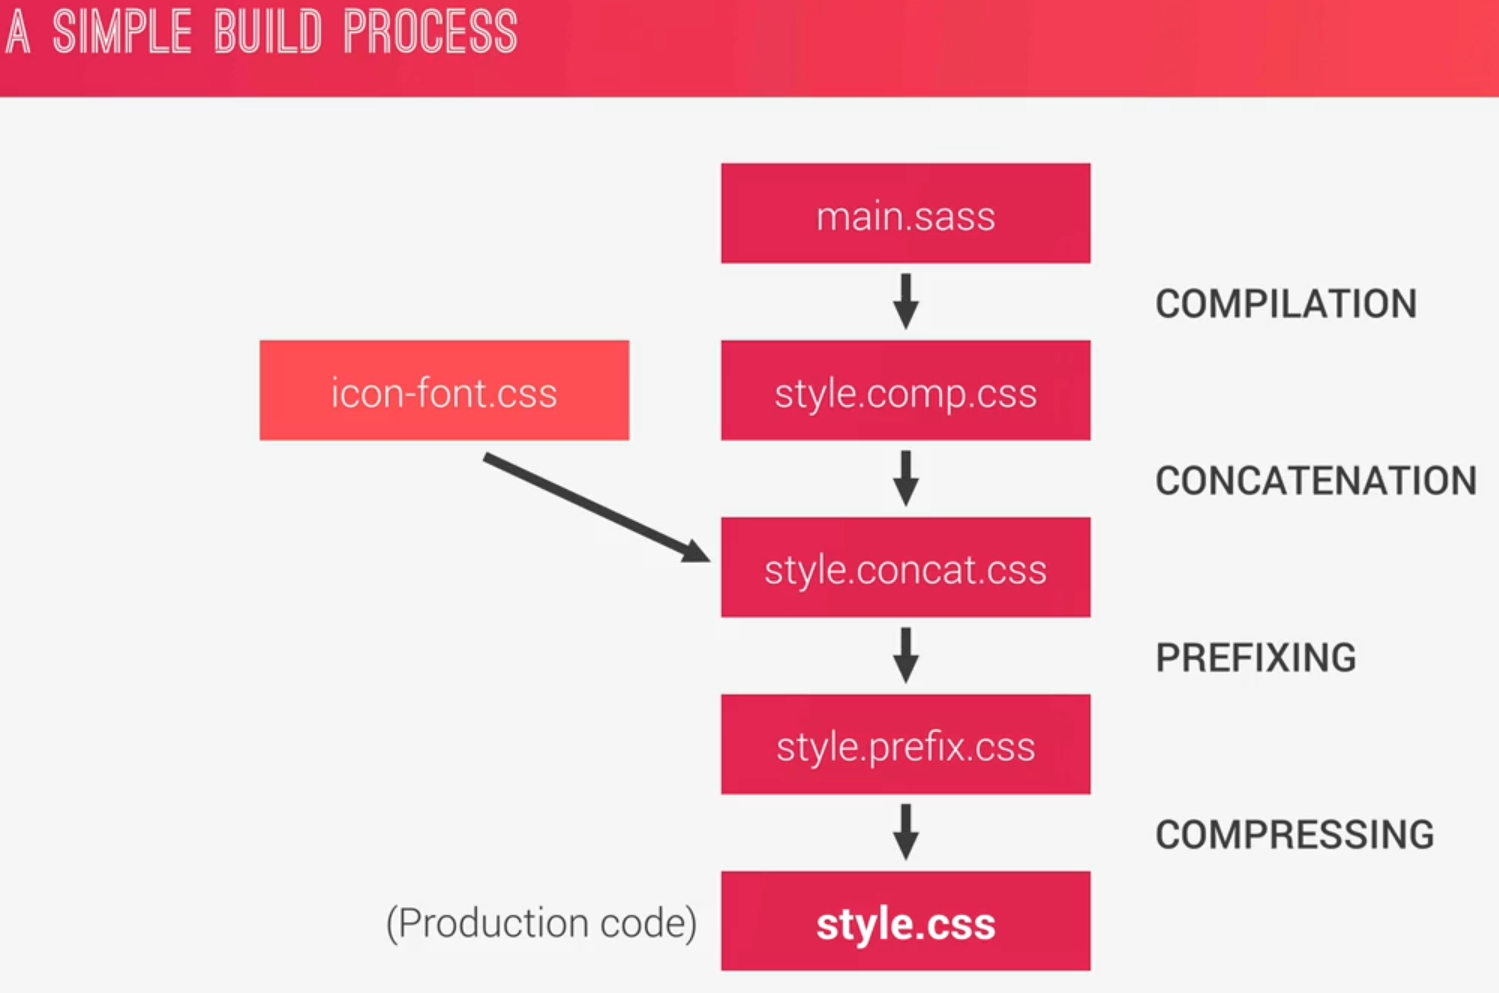 A SIMPLE BUILD PROCESS
main.sass
COMPILATION
icon-font.css
style.comp.css
CONCATENATION
style.concat.css
PREFIXING
style.prefix.css
COMPRESSING
(Production code)
style.css